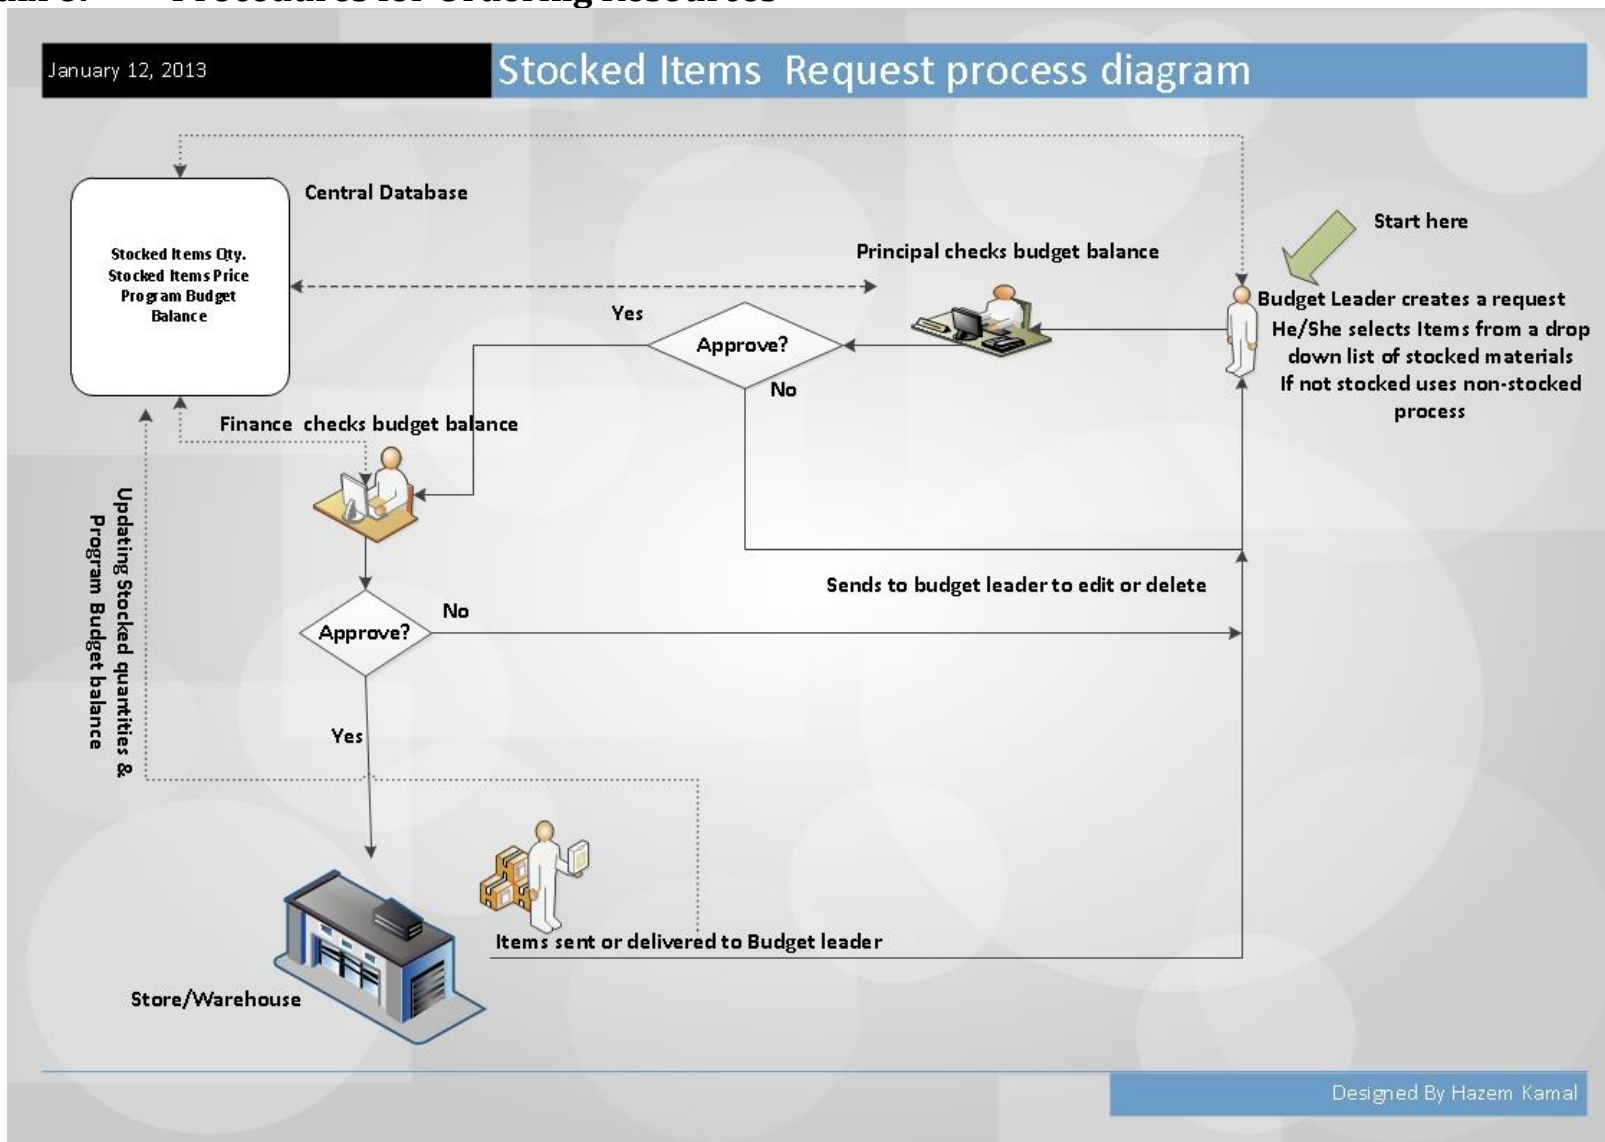 Procedures for Ordering Resources
January 12, 2013
Stocked Items Request process diagram
Central Database
Stocked Items Qty.
Stocked Items Price
Program Budget
Balance
Start here
Principal checks budget balance
Budget Leader creates a request
He/She selects Items from a drop
down list of stocked materials
If not stocked uses non-stocked
process
Yes
Approve?
No
Finance checks budget balance
Updating Stocked quantities &
Program Budget balance
Sends to budget leader to edit or delete
No
Approve?
Yes
Items sent or delivered to Budget leader
Store/Warehouse
Designed By Hazem Kamal